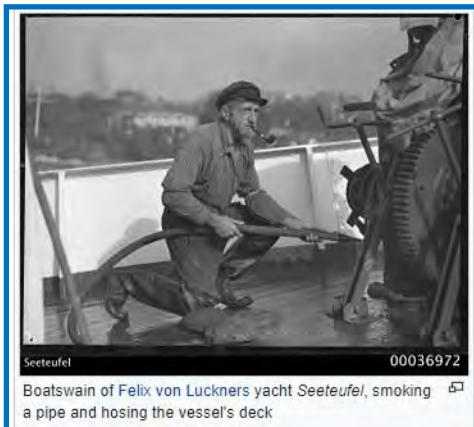 Seeteufel 00036972
Boatswain of Felix von Luckners yacht Seeteufel, smoking
a pipe and hosing the vessel's deck